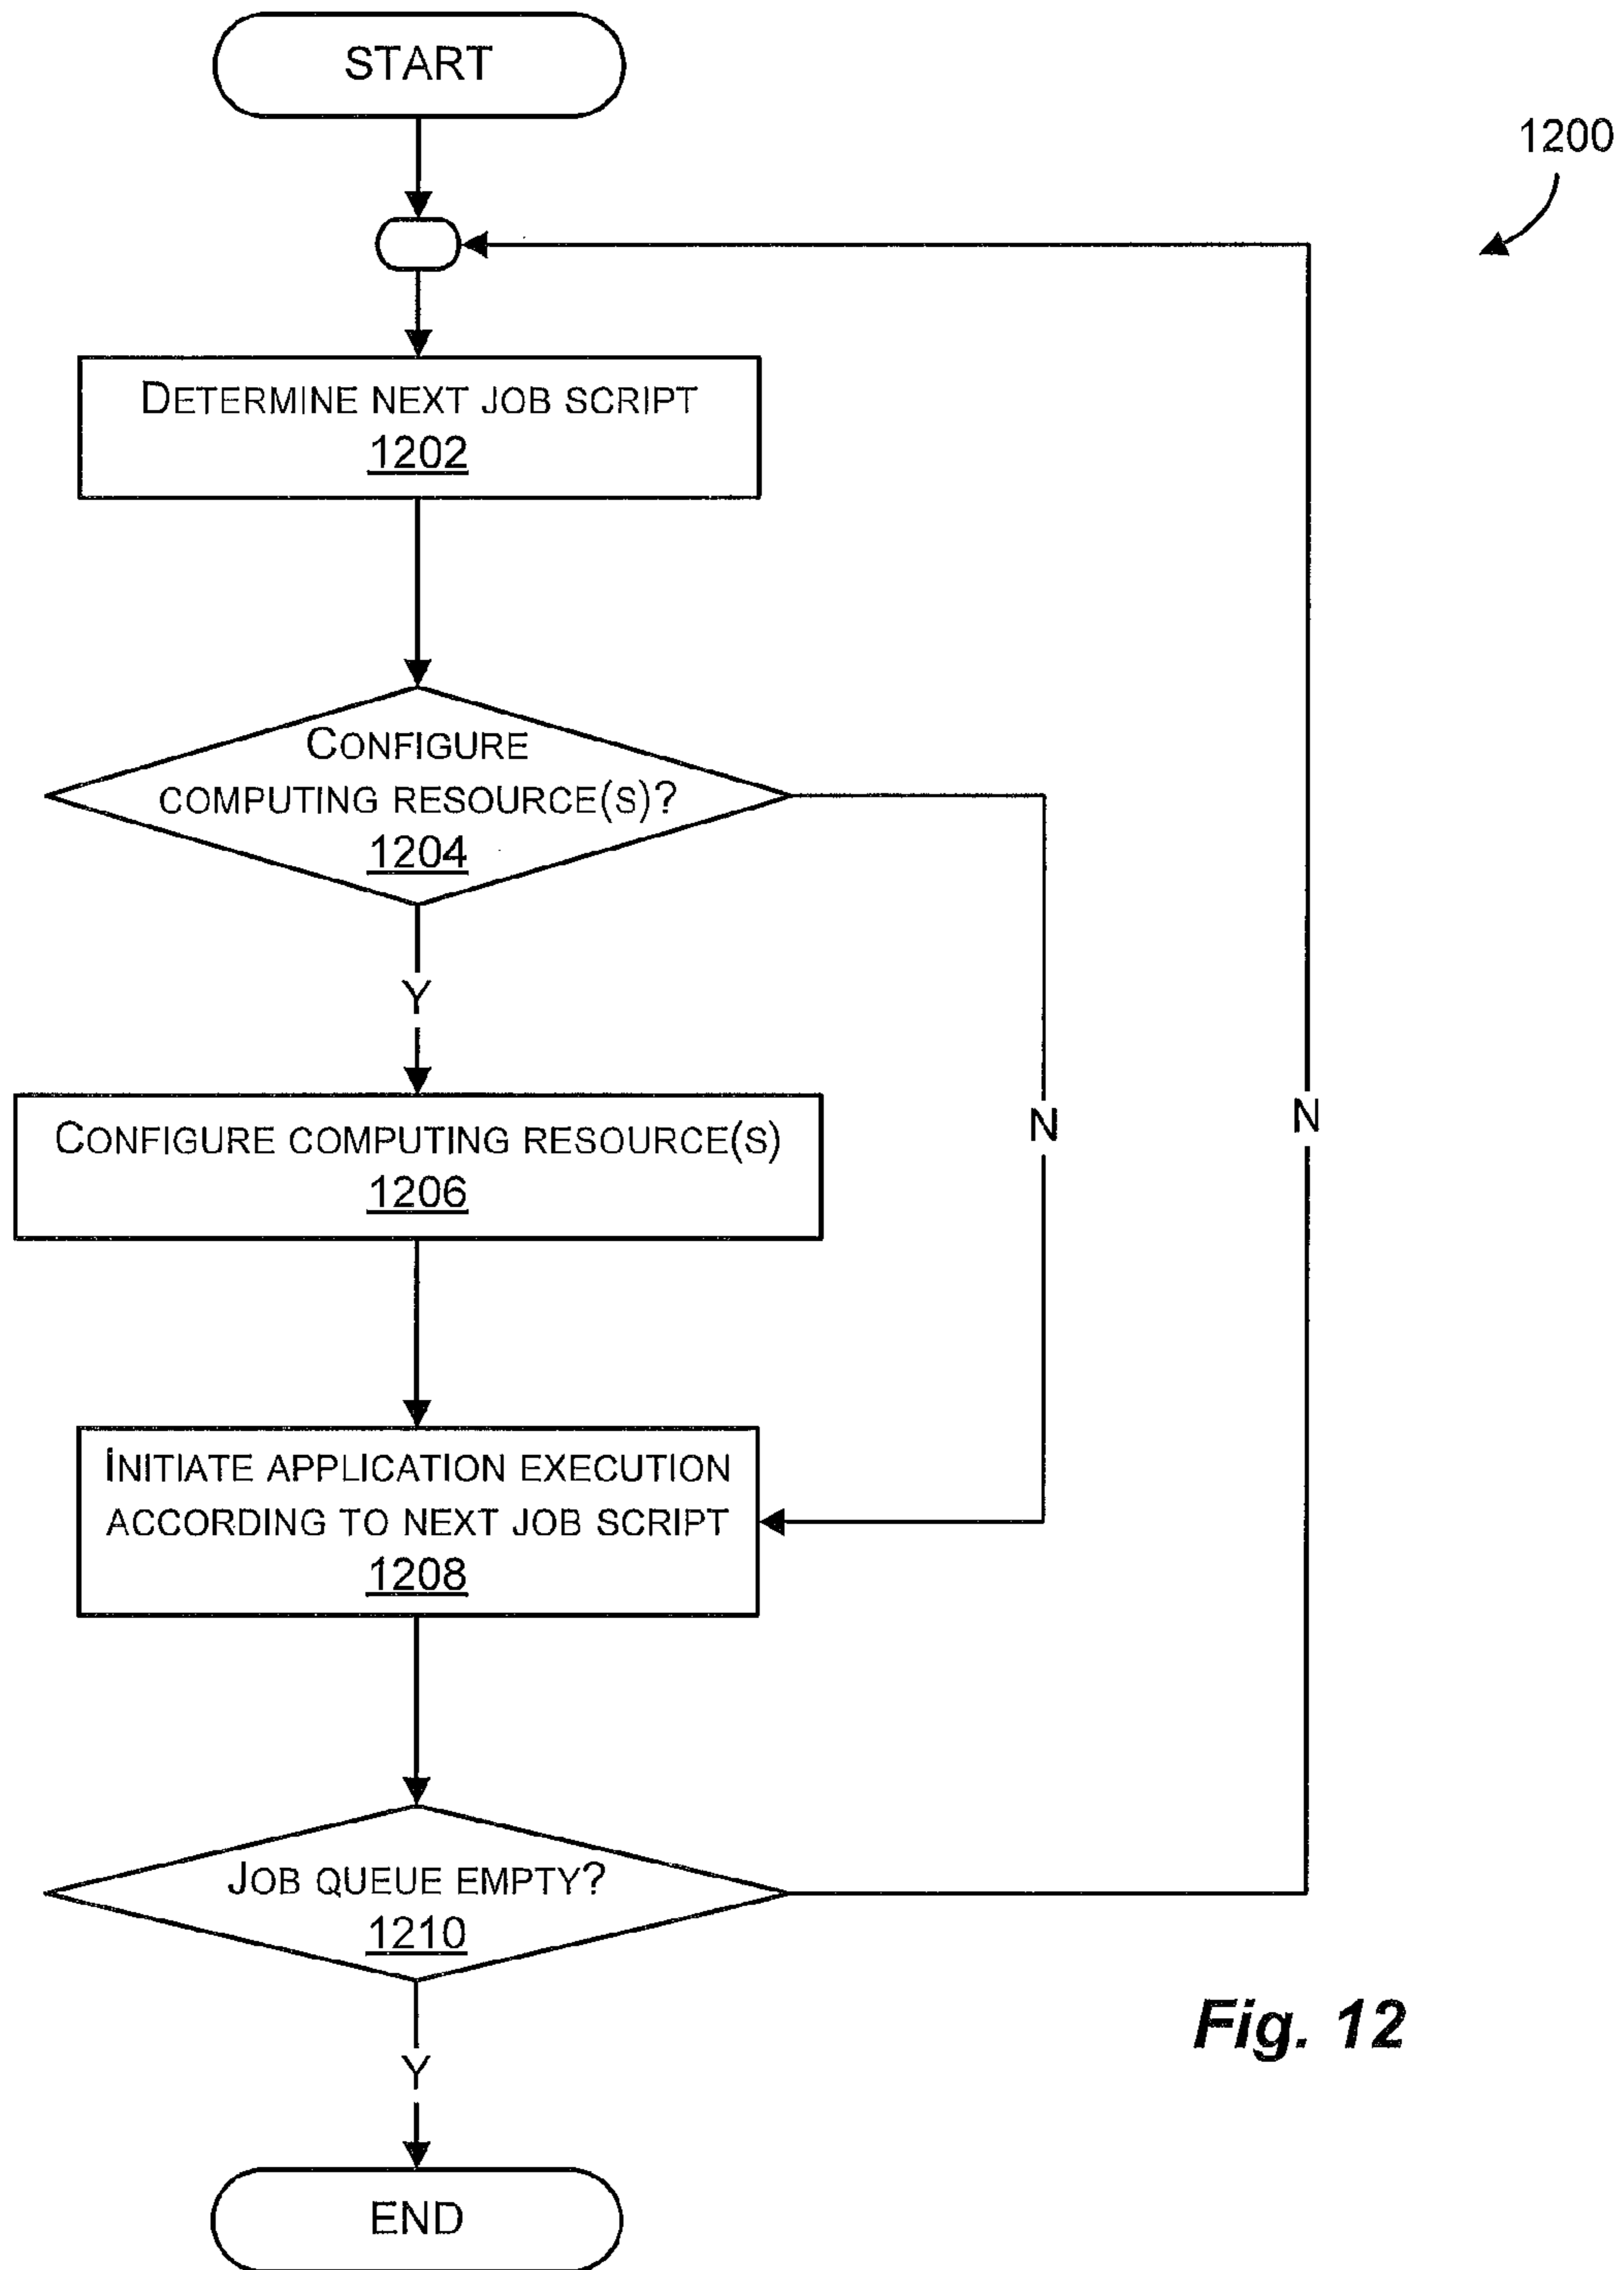 START
1200
DETERMINE NEXT JOB SCRIPT
1202
CONFIGURE
COMPUTING RESOURCE(S)?
1204
Y
CONFIGURE COMPUTING RESOURCE(S)
1206
N
N
INITIATE APPLICATION EXECUTION
ACCORDING TO NEXT JOB SCRIPT
1208
JOB QUEUE EMPTY?
1210
Fig. 12
Y
END